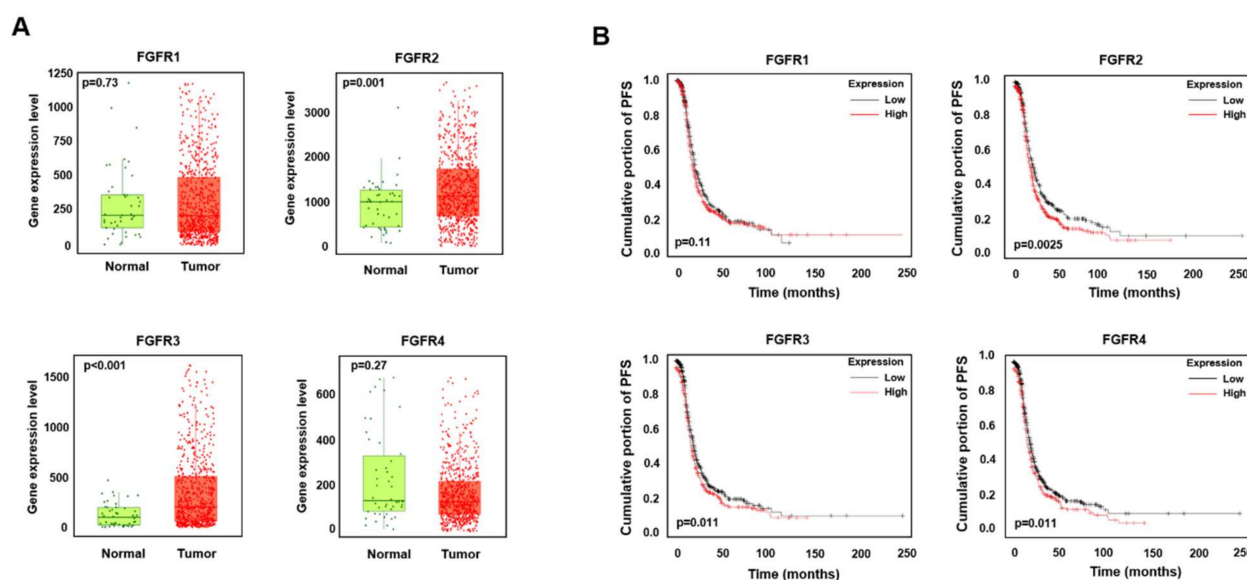 A
FGFR1
Gene expression level
1250
1000
750
500
250
0
p=0.73
Normal Tumor
FGFR2
Gene expression level
3000
2000
1000
0
p=0.001
Normal Tumor
FGFR3
Gene expression level
1500
1000
500
0
p<0.001
Normal Tumor
FGFR4
Gene expression level
600
400
200
0
p=0.27
Normal Tumor
B
FGFR1
Cumulative portion of PFS
1.0
0.8
0.6
0.4
0.2
0.0
Expression
Low
High
p=0.11
0 50 100 150 200 250
Time (months)
FGFR2
Cumulative portion of PFS
1.0
0.8
0.6
0.4
0.2
0.0
Expression
Low
High
p=0.0025
0 50 100 150 200 250
Time (months)
FGFR3
Cumulative portion of PFS
1.0
0.8
0.6
0.4
0.2
0.0
Expression
Low
High
p=0.011
0 50 100 150 200 250
Time (months)
FGFR4
Cumulative portion of PFS
1.0
0.8
0.6
0.4
0.2
0.0
Expression
Low
High
p=0.011
0 50 100 150 200 250
Time (months)